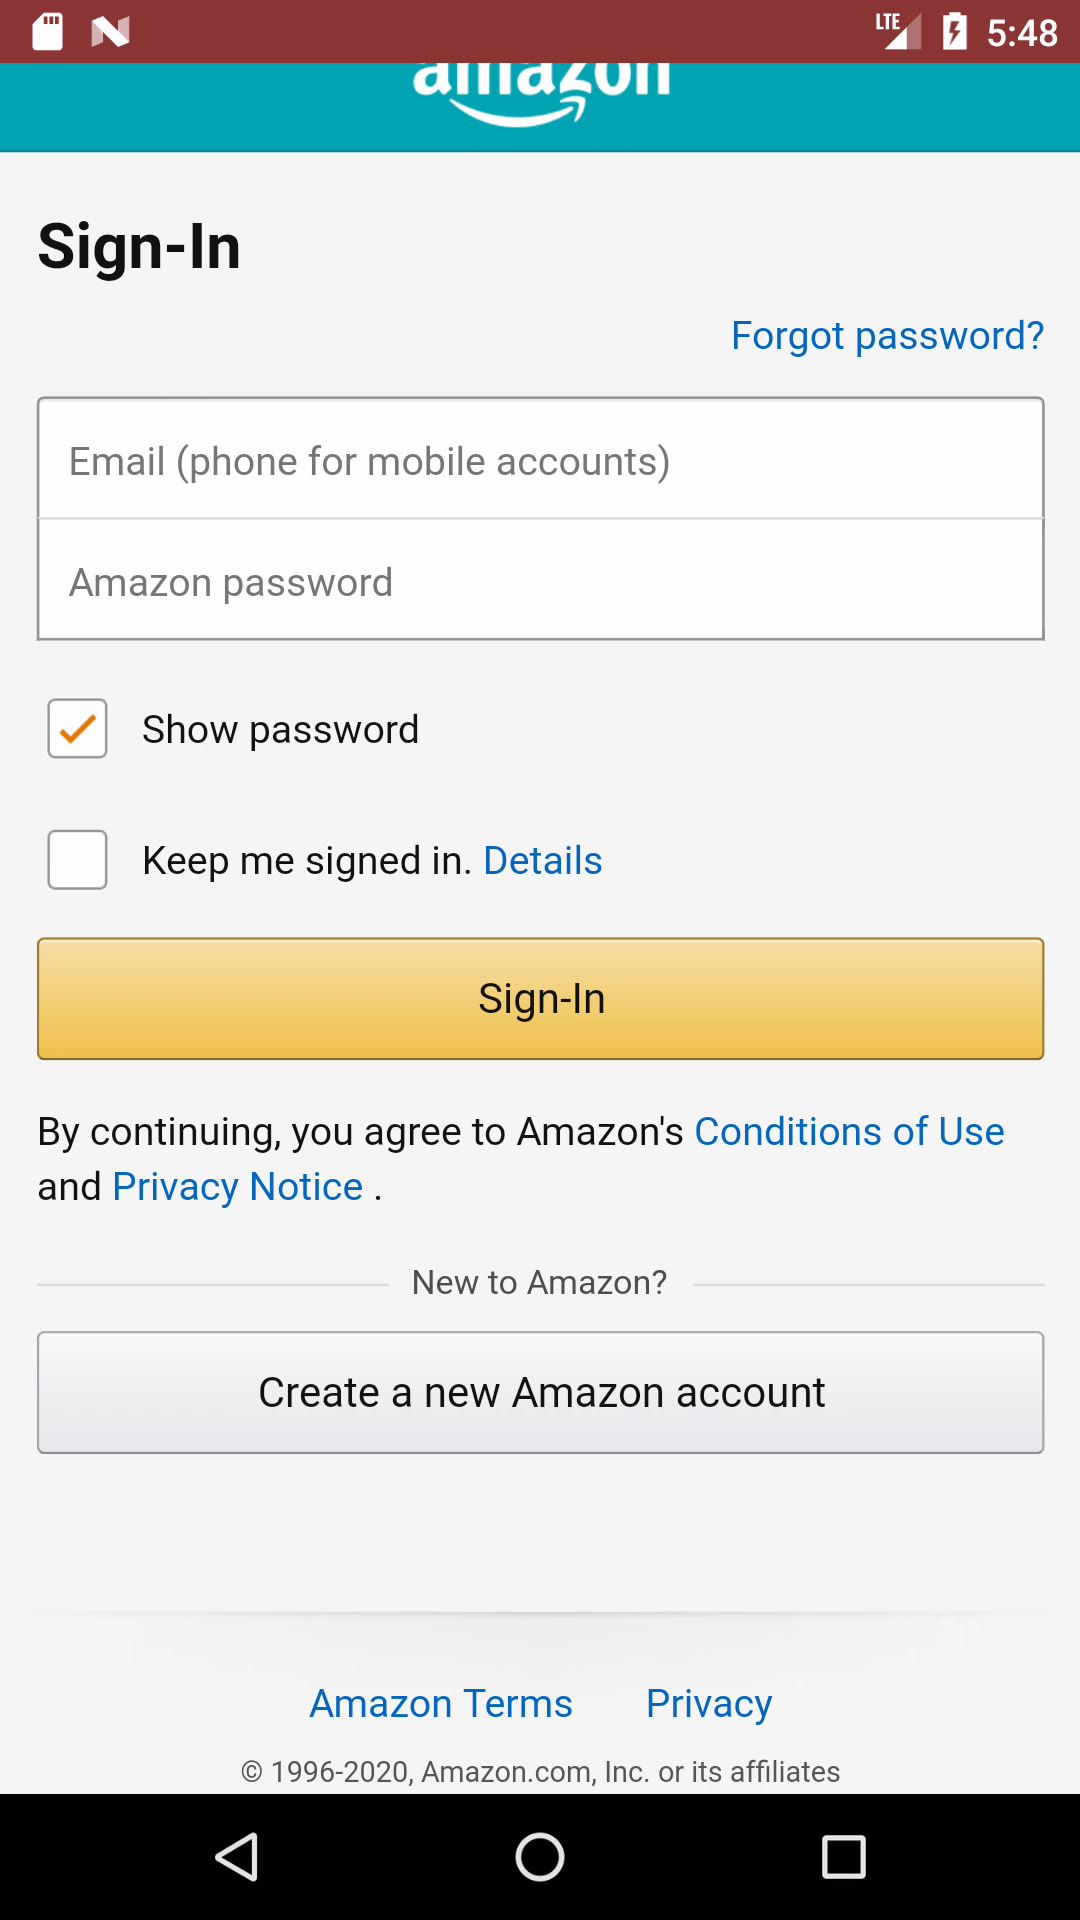 LTE 5:48
amazon
Sign-In
Forgot password?
Email (phone for mobile accounts)
Amazon password
Show password
Keep me signed in. Details
Sign-In
By continuing, you agree to Amazon's Conditions of Use
and Privacy Notice .
New to Amazon?
Create a new Amazon account
Amazon Terms Privacy
© 1996-2020, Amazon.com, Inc. or its affiliates